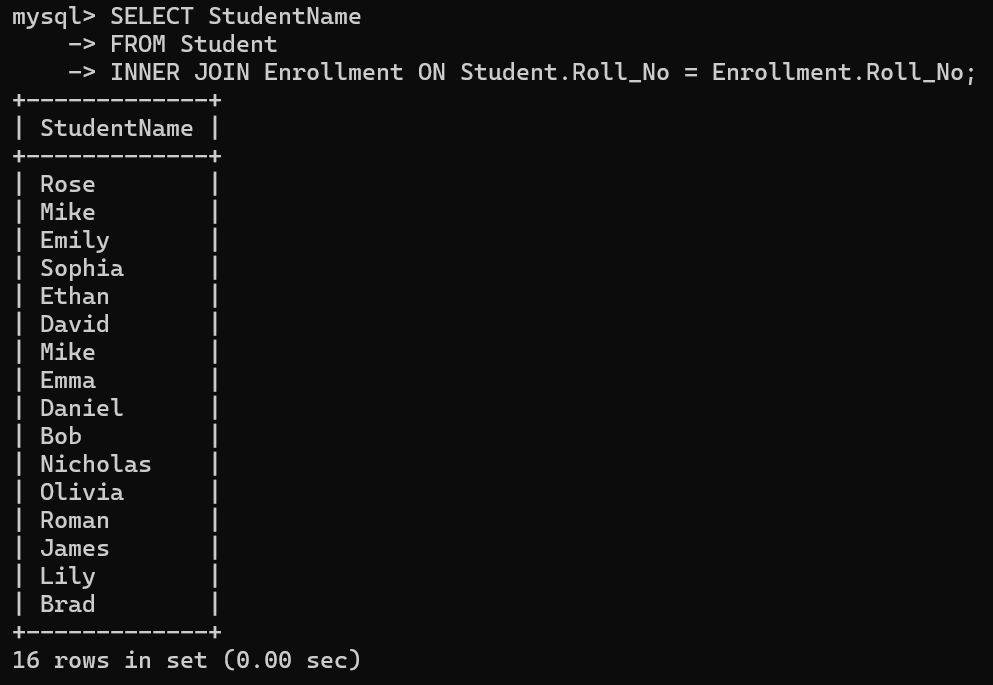 mysql> SELECT StudentName
    -> FROM Student
    -> INNER JOIN Enrollment ON Student.Roll_No = Enrollment.Roll_No;
+-------------+
| StudentName |
+-------------+
| Rose        |
| Mike        |
| Emily       |
| Sophia      |
| Ethan       |
| David       |
| Mike        |
| Emma        |
| Daniel      |
| Bob         |
| Nicholas    |
| Olivia      |
| Roman       |
| James       |
| Lily        |
| Brad        |
+-------------+
16 rows in set (0.00 sec)